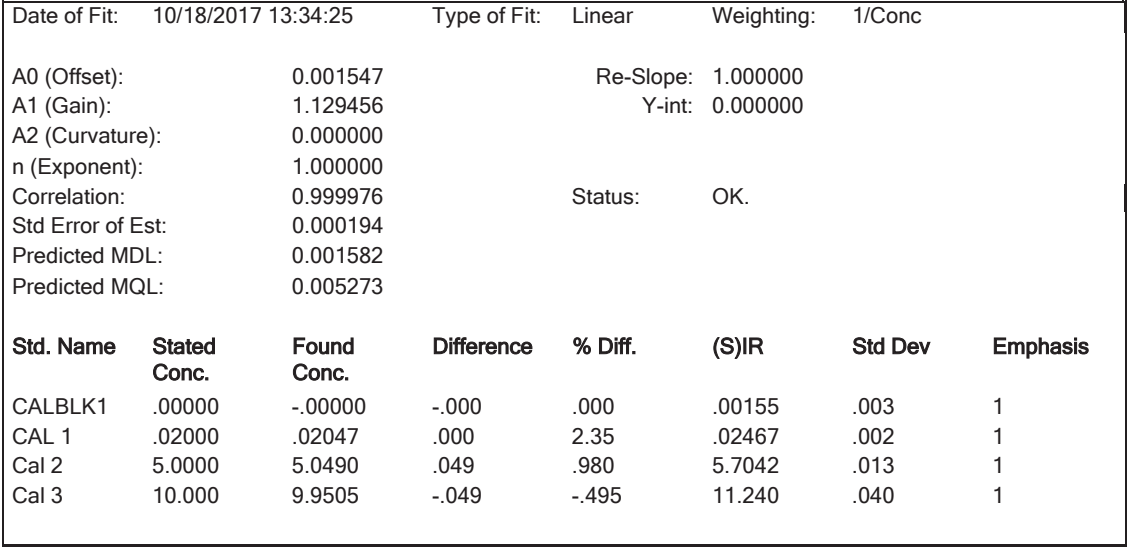 Date of Fit: 10/18/2017 13:34:25 Type of Fit: Linear Weighting: 1/Conc
A0 (Offset): 0.001547 Re-Slope: 1.000000
A1 (Gain): 1.129456 Y-int: 0.000000
A2 (Curvature): 0.000000
n (Exponent): 1.000000
Correlation: 0.999976 Status: OK.
Std Error of Est: 0.000194
Predicted MDL: 0.001582
Predicted MQL: 0.005273
Std. Name Stated Found Difference % Diff. (S)IR Std Dev Emphasis
Conc. Conc.
CALBLK1 .00000 -.00000 -.000 .000 .00155 .003 1
CAL 1 .02000 .02047 .000 2.35 .02467 .002 1
Cal 2 5.0000 5.0490 .049 .980 5.7042 .013 1
Cal 3 10.000 9.9505 -.049 -.495 11.240 .040 1